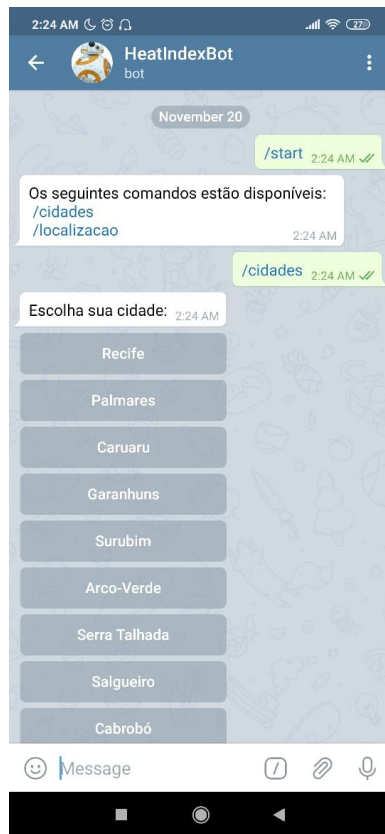 2:24 AM 27
HeatIndexBot
bot
November 20
/start 2:24 AM
Os seguintes comandos estão disponíveis:
/cidades
/localizacao
2:24 AM
/cidades 2:24 AM
Escolha sua cidade: 2:24 AM
Recife
Palmares
Caruaru
Garanhuns
Surubim
Arco-Verde
Serra Talhada
Salgueiro
Cabrobó
Message